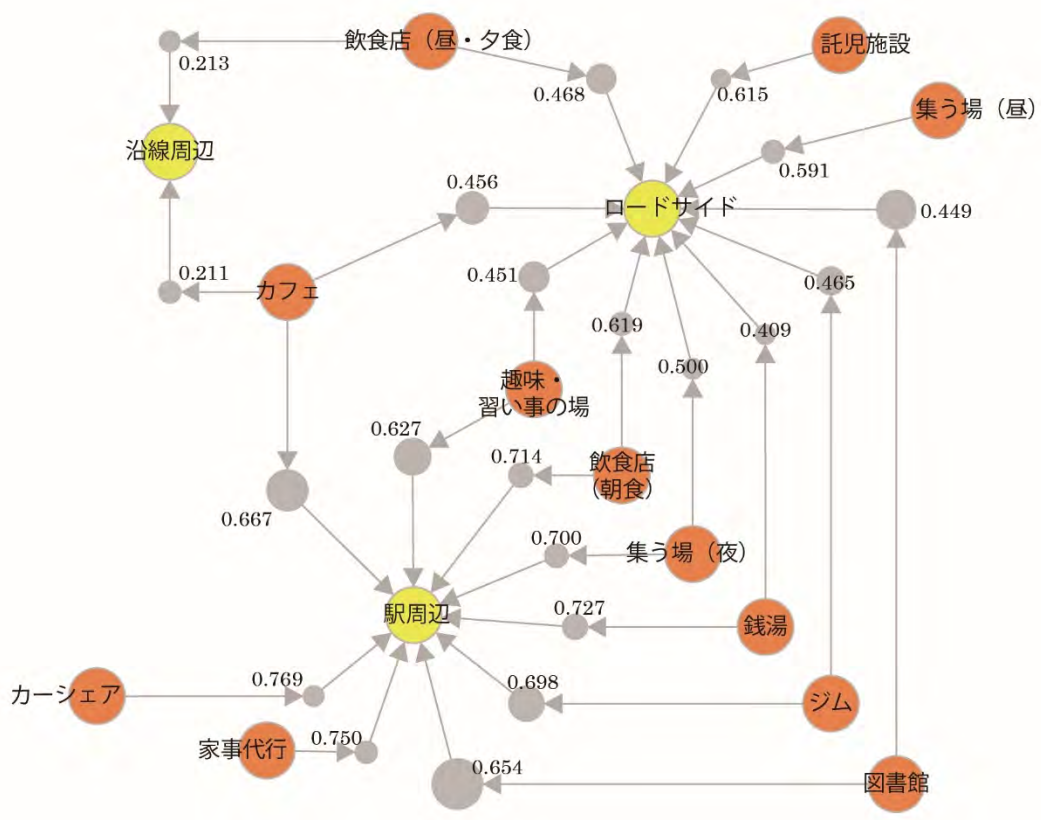 飲食店（昼・夕食）
託児施設
0.213
0.468
0.615
集う場（昼）
沿線周辺
0.591
0.456
ロードサイド
0.449
0.211
カフェ
0.451
0.465
0.619
0.409
0.500
趣味・
習い事の場
0.627
0.714
飲食店
（朝食）
0.667
0.700
集う場（夜）
駅周辺
0.727
銭湯
0.769
カーシェア
0.698
ジム
0.750
家事代行
0.654
図書館